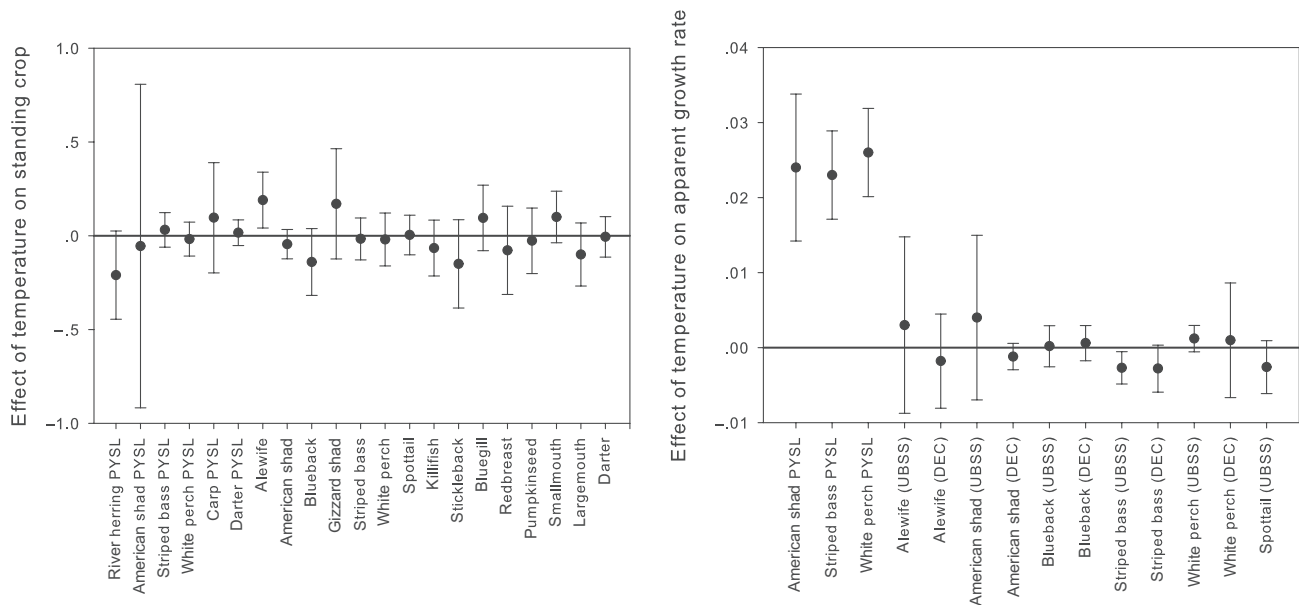 Effect of temperature on standing crop
1.0
.5
.0
−.5
−1.0
River herring PYSL
American shad PYSL
Striped bass PYSL
White perch PYSL
Carp PYSL
Darter PYSL
Alewife
American shad
Blueback
Gizzard shad
Striped bass
White perch
Spottail
Killifish
Stickleback
Bluegill
Redbreast
Pumpkinseed
Smallmouth
Largemouth
Darter
Effect of temperature on apparent growth rate
.04
.03
.02
.01
.00
−.01
American shad PYSL
Striped bass PYSL
White perch PYSL
Alewife (UBSS)
Alewife (DEC)
American shad (UBSS)
American shad (DEC)
Blueback (UBSS)
Blueback (DEC)
Striped bass (UBSS)
Striped bass (DEC)
White perch (UBSS)
White perch (DEC)
Spottail (UBSS)